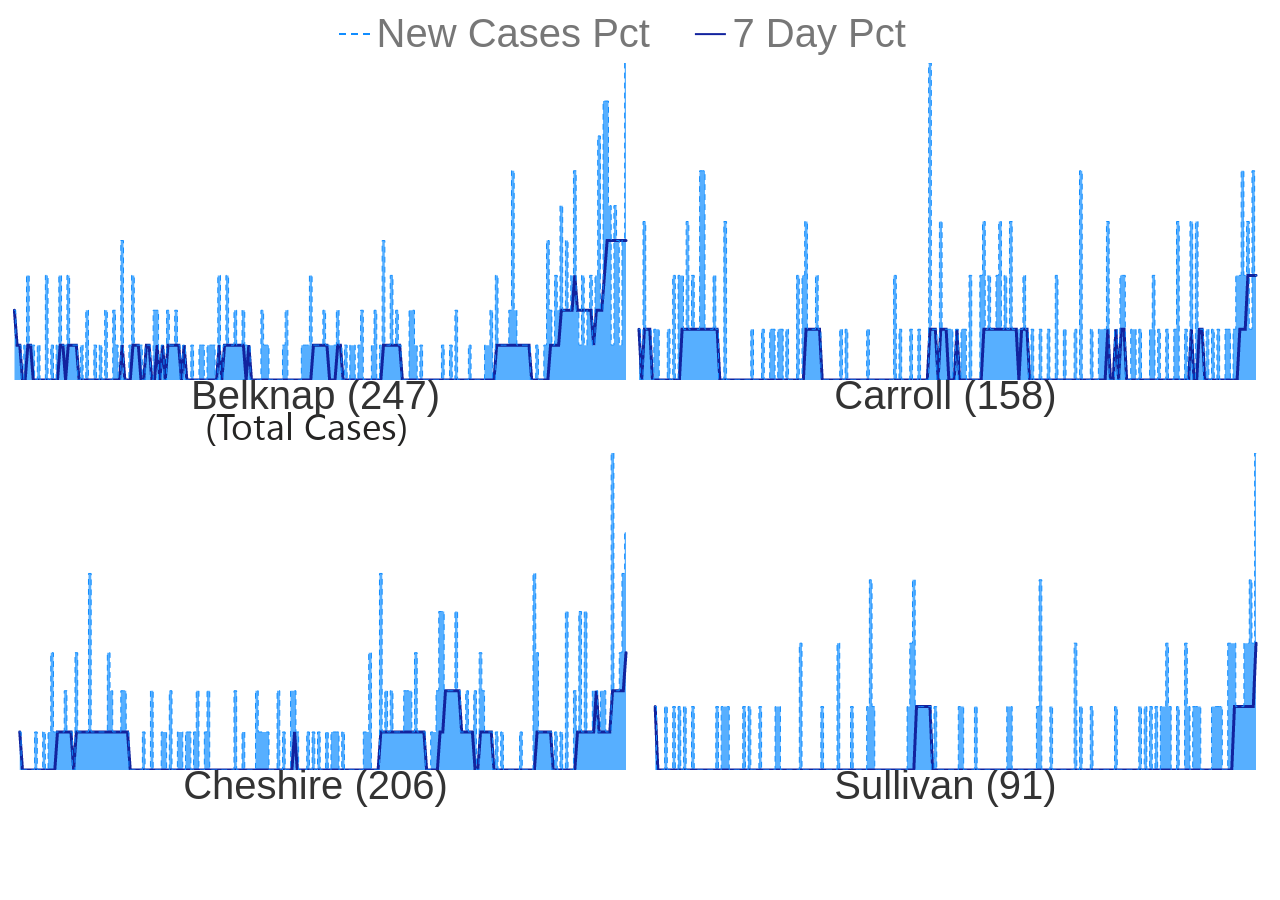 New Cases Pct 7 Day Pct
Belknap (247) Carroll (158)
(Total Cases)
Cheshire (206) Sullivan (91)